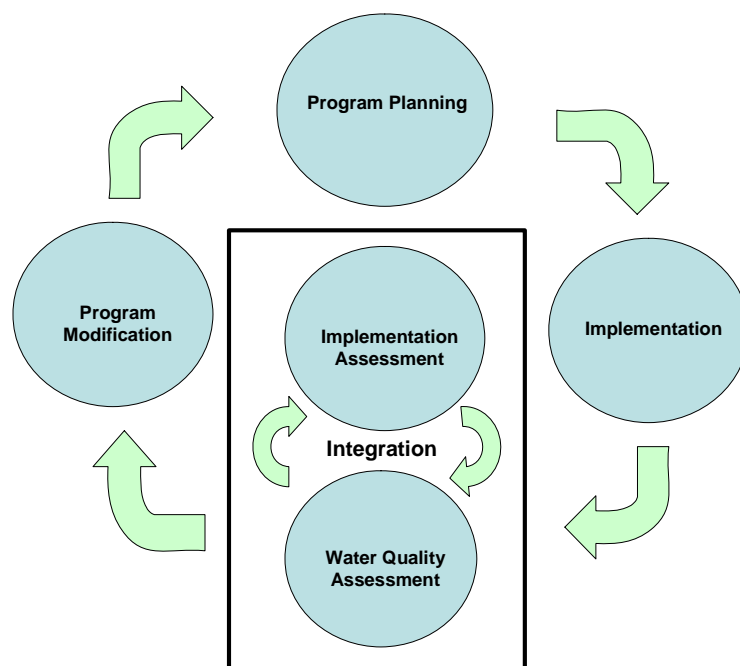 Program Planning
Program
Modification
Implementation
Assessment
Implementation
Integration
Water Quality
Assessment